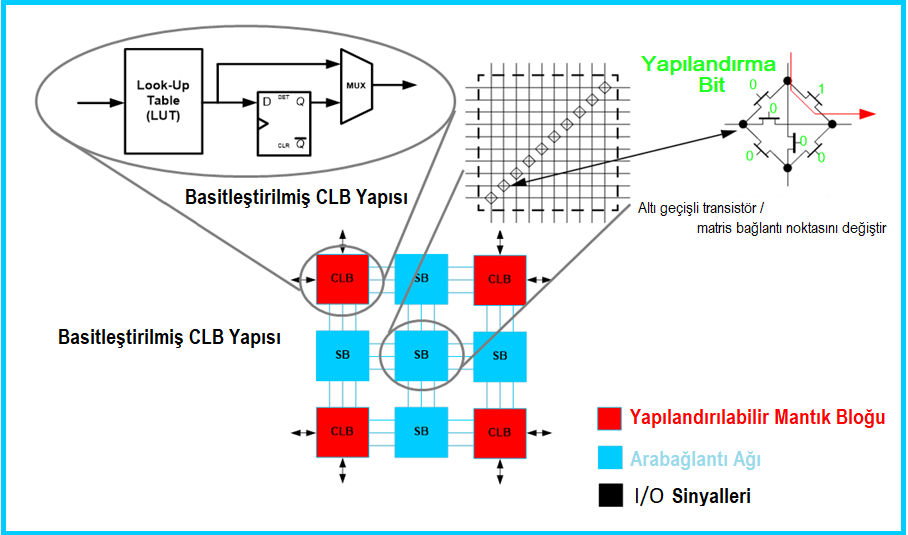 Look-Up
Table
(LUT)
D
DET
Q
CLR
Q
MUX
Basitleştirilmiş CLB Yapısı
Yapılandırma
Bit
0
1
0
0
0
0
Altı geçişli transistör /
matris bağlantı noktasını değiştir
CLB
SB
CLB
Basitleştirilmiş CLB Yapısı
SB
SB
SB
CLB
SB
CLB
Yapılandırılabilir Mantık Bloğu
Arabağlantı Ağı
I/O Sinyalleri